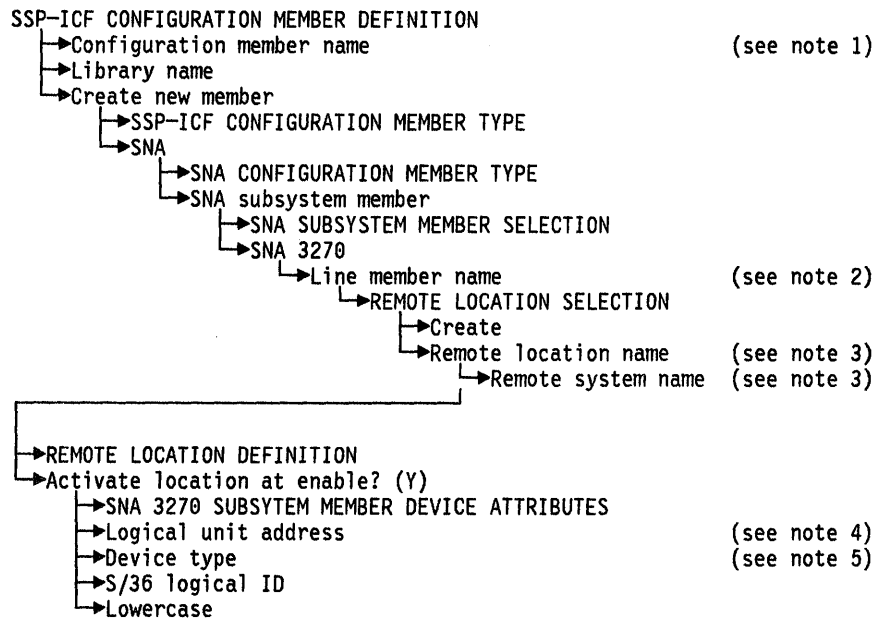 SSP-ICF CONFIGURATION MEMBER DEFINITION
Configuration member name (see note 1)
Library name
Create new member
SSP-ICF CONFIGURATION MEMBER TYPE
SNA
SNA CONFIGURATION MEMBER TYPE
SNA subsystem member
SNA SUBSYSTEM MEMBER SELECTION
SNA 3270
Line member name (see note 2)
REMOTE LOCATION SELECTION
Create
Remote location name (see note 3)
Remote system name (see note 3)
REMOTE LOCATION DEFINITION
Activate location at enable? (Y)
SNA 3270 SUBSYTEM MEMBER DEVICE ATTRIBUTES
Logical unit address (see note 4)
Device type (see note 5)
S/36 logical ID
Lowercase